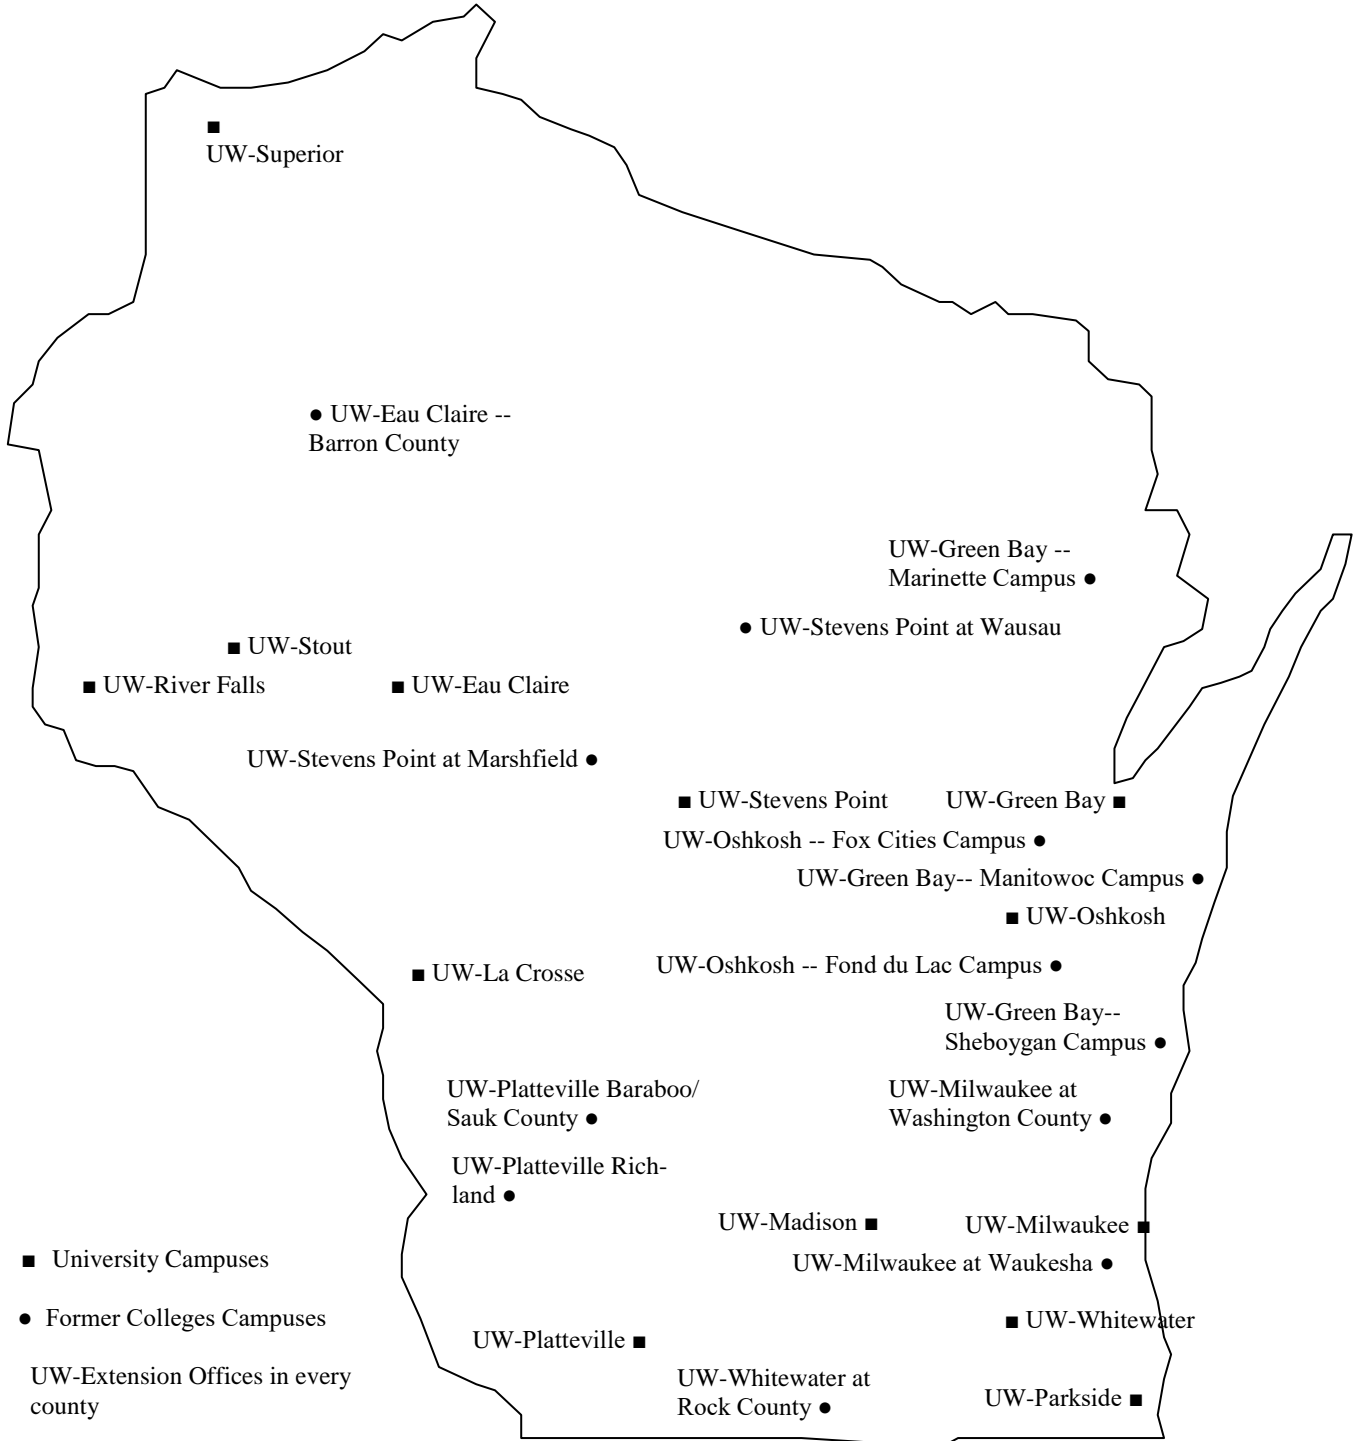 ■
UW-Superior
● UW-Eau Claire --
Barron County
UW-Green Bay --
Marinette Campus ●
● UW-Stevens Point at Wausau
■ UW-Stout
■ UW-River Falls
■ UW-Eau Claire
UW-Stevens Point at Marshfield ●
■ UW-Stevens Point
UW-Green Bay ■
UW-Oshkosh -- Fox Cities Campus ●
UW-Green Bay-- Manitowoc Campus ●
■ UW-Oshkosh
UW-Oshkosh -- Fond du Lac Campus ●
■ UW-La Crosse
UW-Green Bay--
Sheboygan Campus ●
UW-Platteville Baraboo/
Sauk County ●
UW-Milwaukee at
Washington County ●
UW-Platteville Rich-
land ●
UW-Madison ■
UW-Milwaukee ■
UW-Milwaukee at Waukesha ●
■ University Campuses
● Former Colleges Campuses
UW-Extension Offices in every
county
■ UW-Whitewater
UW-Platteville ■
UW-Whitewater at
Rock County ●
UW-Parkside ■